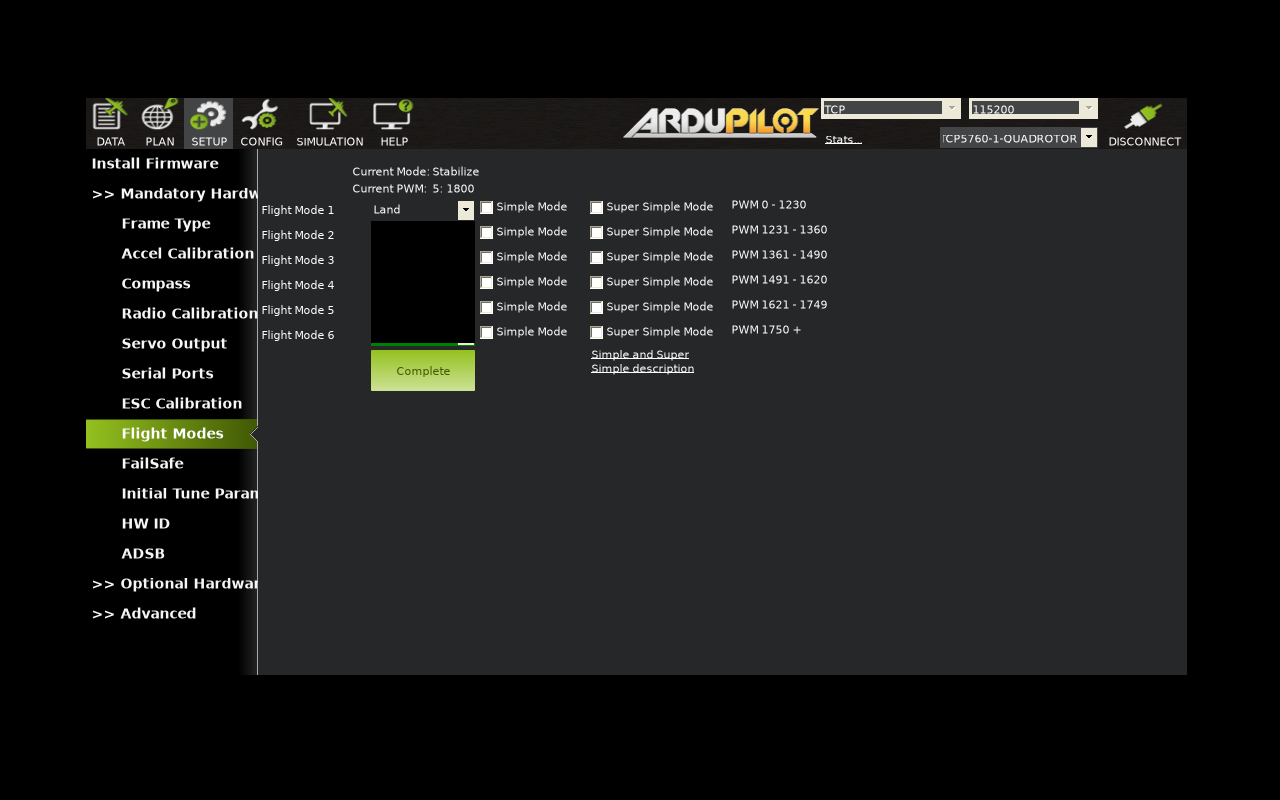 ARDUPILOT
TCP
115200
DATA
PLAN
SETUP
CONFIG
SIMULATION
HELP
Stats...
TCP5760-1-QUADROTOR
DISCONNECT
Install Firmware
>> Mandatory Hardw
Frame Type
Accel Calibration
Compass
Radio Calibration
Servo Output
Serial Ports
ESC Calibration
Flight Modes
FailSafe
Initial Tune Param
HW ID
ADSB
>> Optional Hardwar
>> Advanced
Current Mode: Stabilize
Current PWM: 5: 1800
Flight Mode 1 Land Simple Mode Super Simple Mode PWM 0 - 1230
Flight Mode 2 Simple Mode Super Simple Mode PWM 1231 - 1360
Flight Mode 3 Simple Mode Super Simple Mode PWM 1361 - 1490
Flight Mode 4 Simple Mode Super Simple Mode PWM 1491 - 1620
Flight Mode 5 Simple Mode Super Simple Mode PWM 1621 - 1749
Flight Mode 6 Simple Mode Super Simple Mode PWM 1750 +
Complete
Simple and Super
Simple description